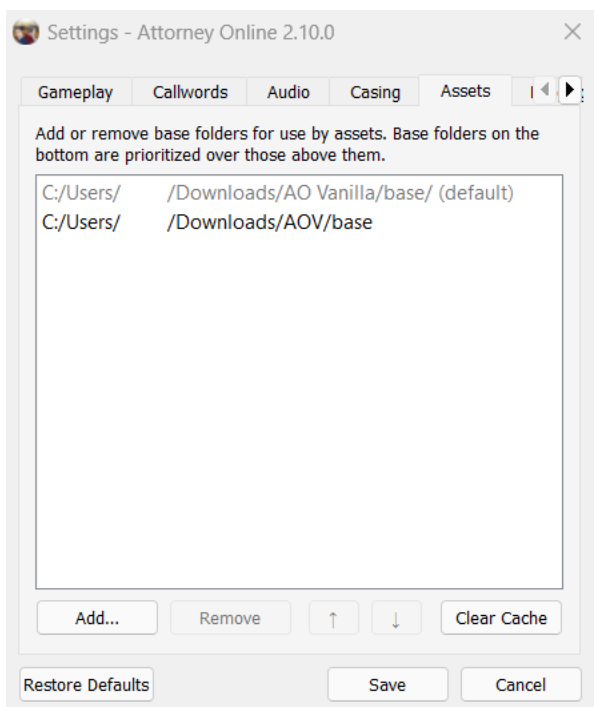 Settings - Attorney Online 2.10.0
Gameplay Callwords Audio Casing Assets
Add or remove base folders for use by assets. Base folders on the
bottom are prioritized over those above them.
C:/Users/ /Downloads/AO Vanilla/base/ (default)
C:/Users/ /Downloads/AOV/base
Add... Remove ↑ ↓ Clear Cache
Restore Defaults Save Cancel